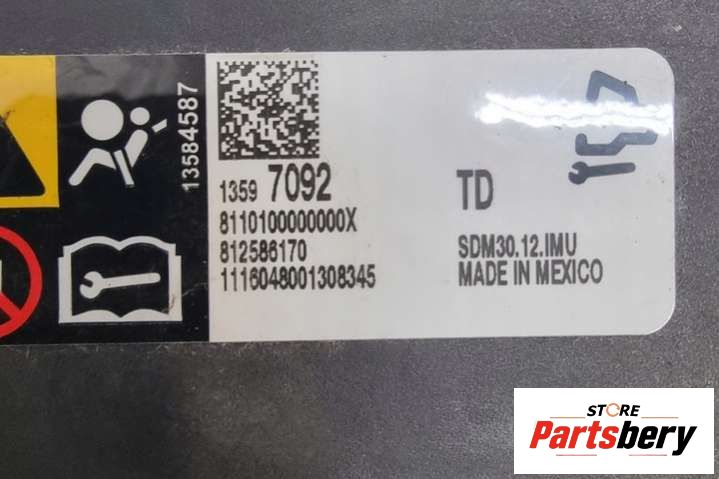 13584587
1359 7092
TD
8110100000000X
812586170
1116048001308345
SDM30.12.IMU
MADE IN MEXICO
STORE
Partsbery